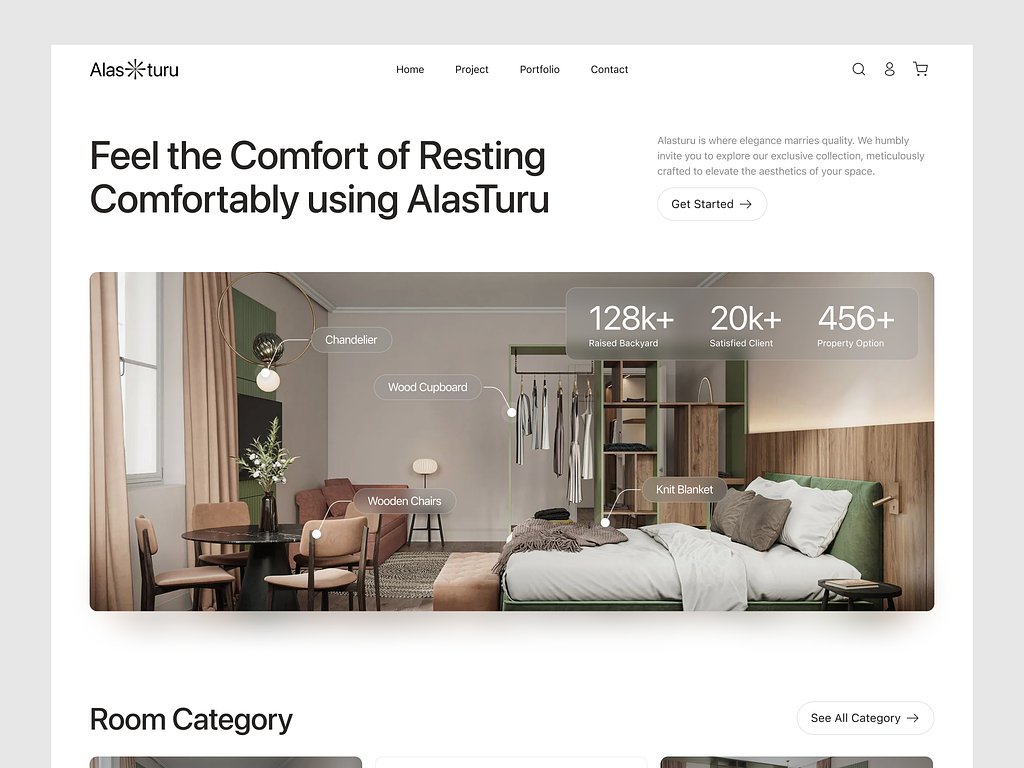 Alas turu
Home Project Portfolio Contact
Feel the Comfort of Resting
Comfortably using AlasTuru
Alasturu is where elegance marries quality. We humbly
invite you to explore our exclusive collection, meticulously
crafted to elevate the aesthetics of your space.
Get Started
128k+ 20k+ 456+
Raised Backyard Satisfied Client Property Option
Chandelier
Wood Cupboard
Wooden Chairs
Knit Blanket
Room Category
See All Category